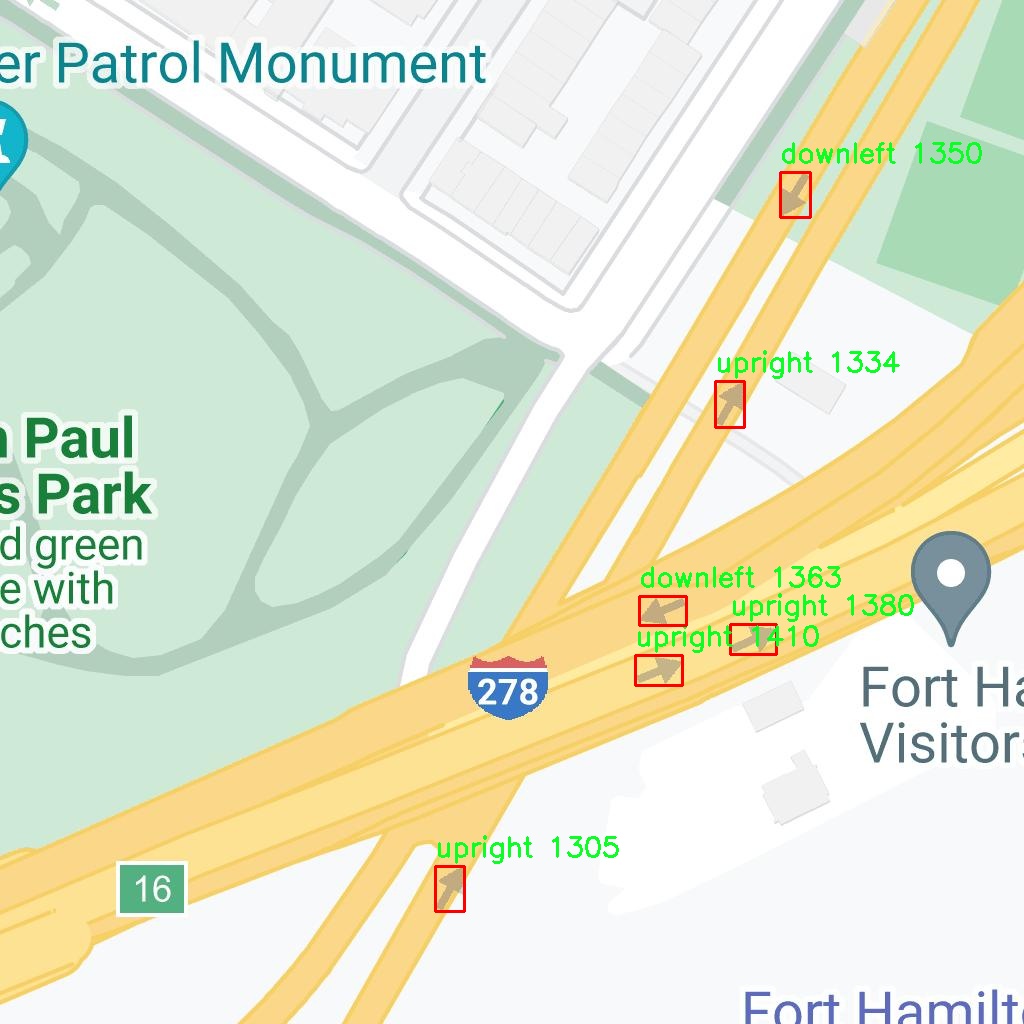 er Patrol Monument
downleft 1350
upright 1334
n Paul
s Park
d green
e with
ches
downleft 1363
upright 1380
upright 1410
278
Fort Ha
Visitors
upright 1305
16
Fort Hamilt